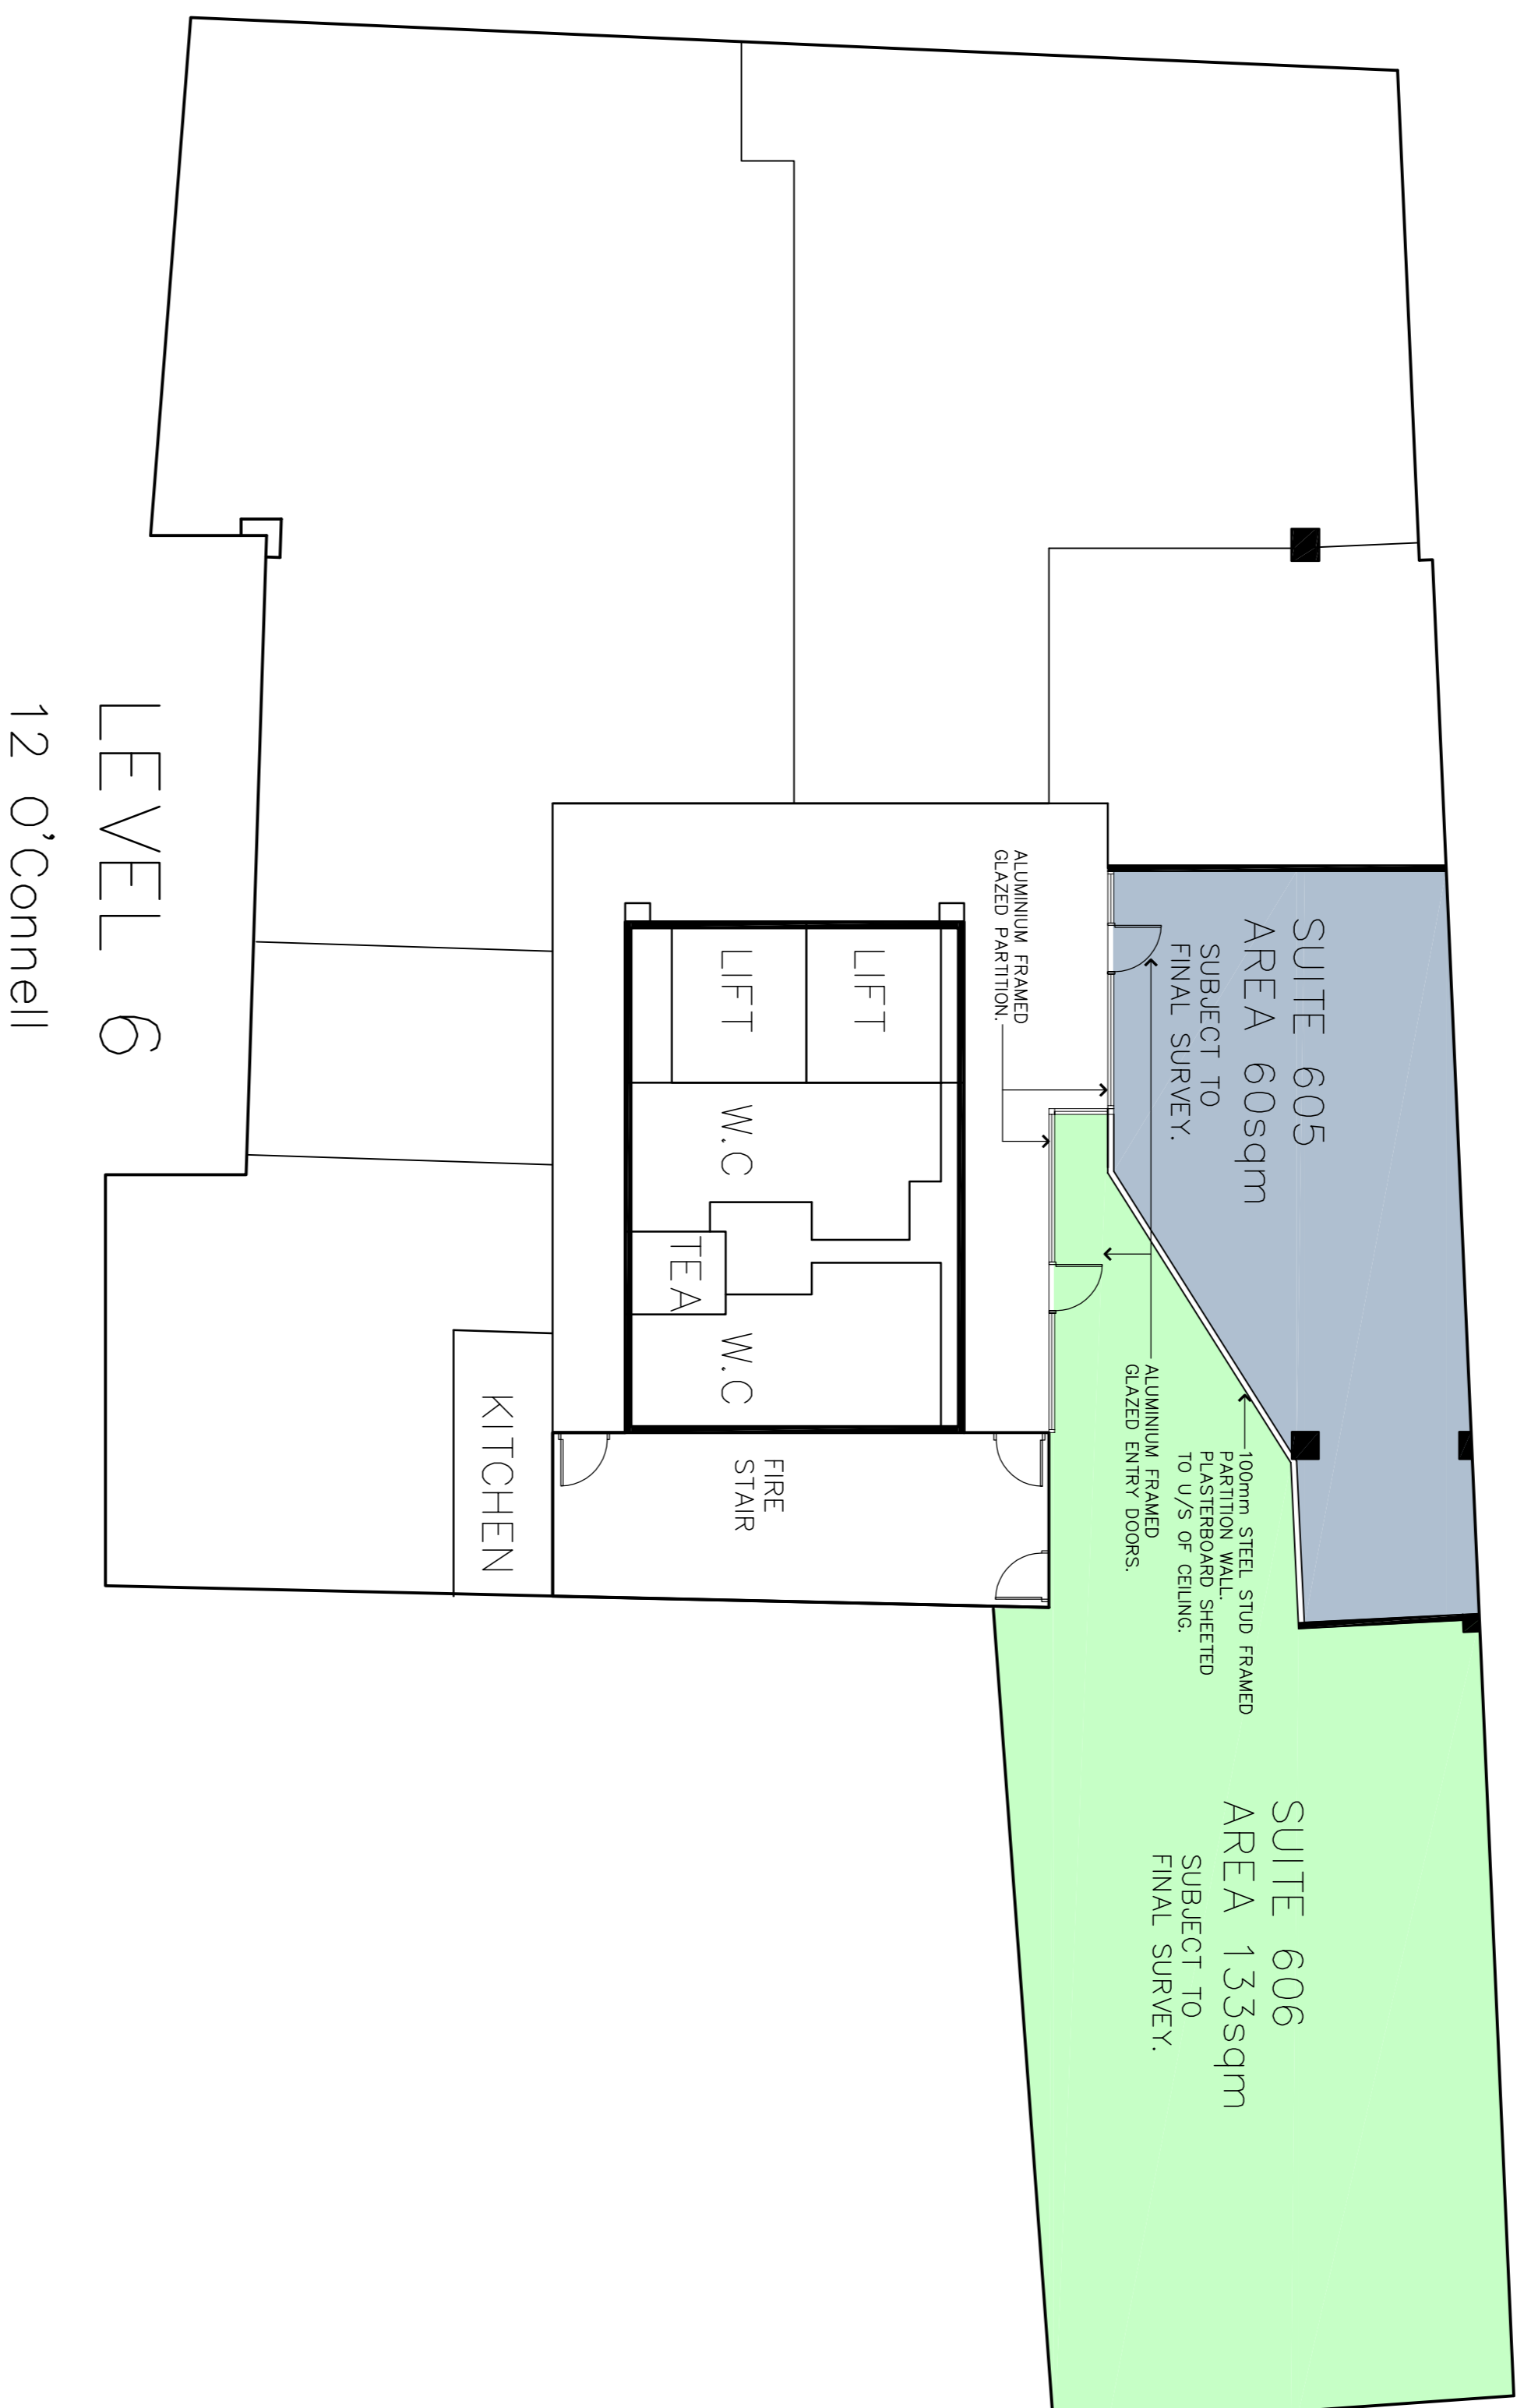 SUITE 605
AREA 60sqm
SUBJECT TO
FINAL SURVEY.
SUITE 606
AREA 133sqm
SUBJECT TO
FINAL SURVEY.
100mm STEEL STUD FRAMED
PARTITION WALL.
PLASTERBOARD SHEETED
TO U/S OF CEILING.
ALUMINIUM FRAMED
GLAZED ENTRY DOORS.
ALUMINIUM FRAMED
GLAZED PARTITION.
LIFT
LIFT
W.C
TEA
W.C
FIRE
STAIR
KITCHEN
LEVEL 6
12 O'Connell